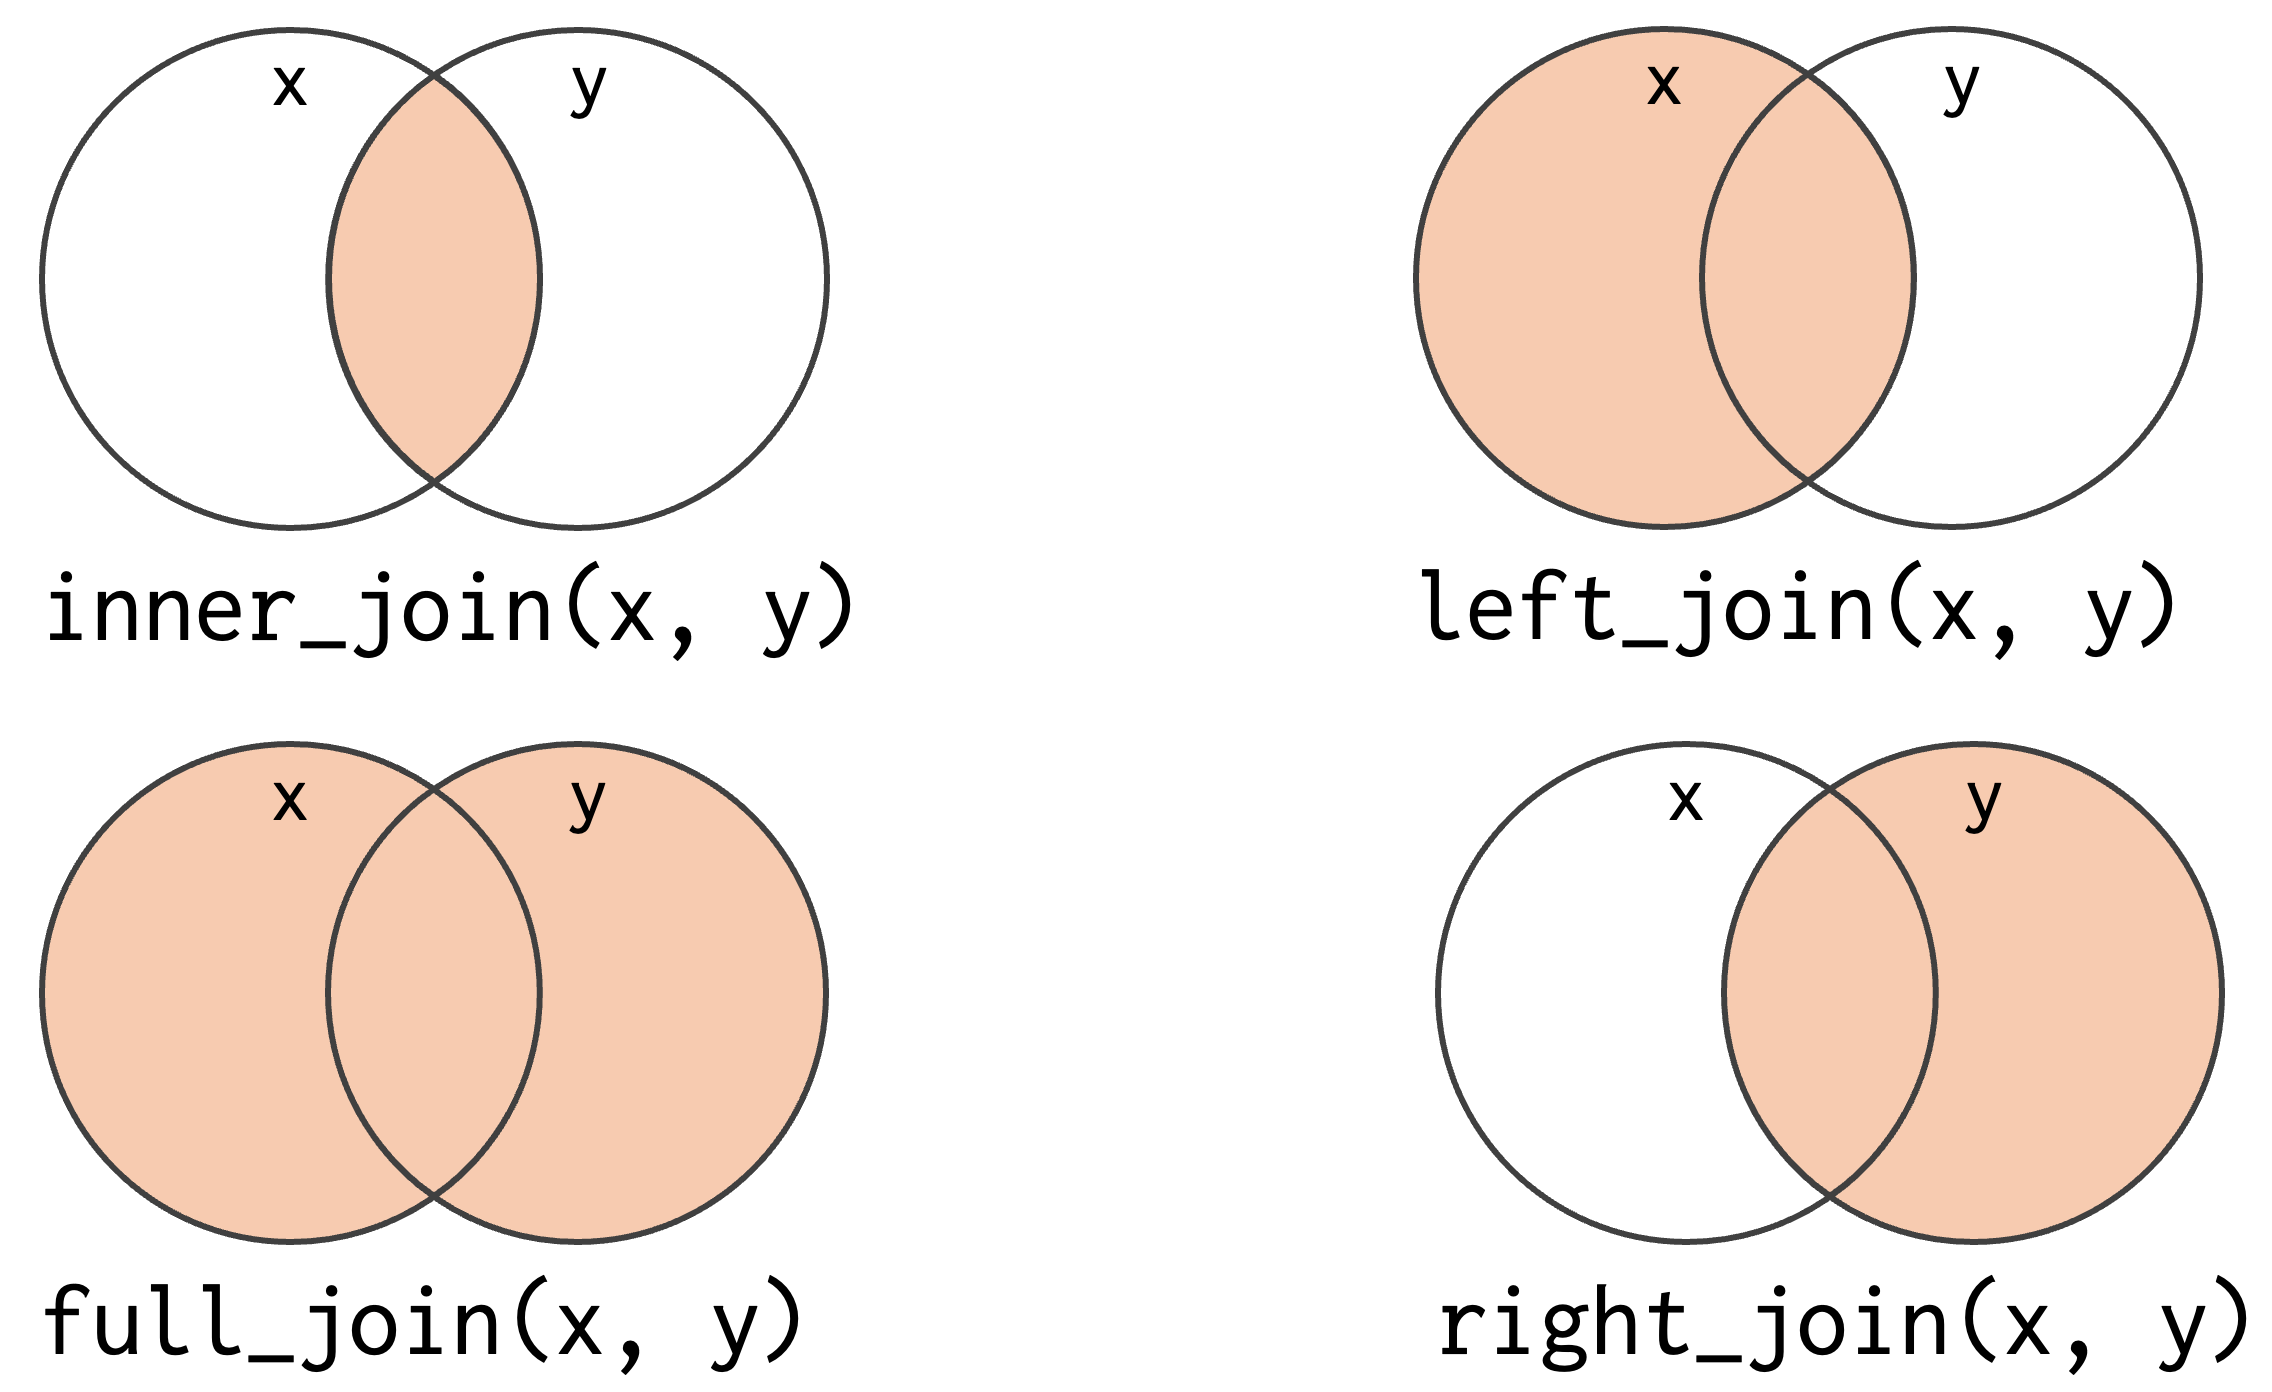 x y
x y
inner_join(x, y)
left_join(x, y)
x y
x y
full_join(x, y)
right_join(x, y)